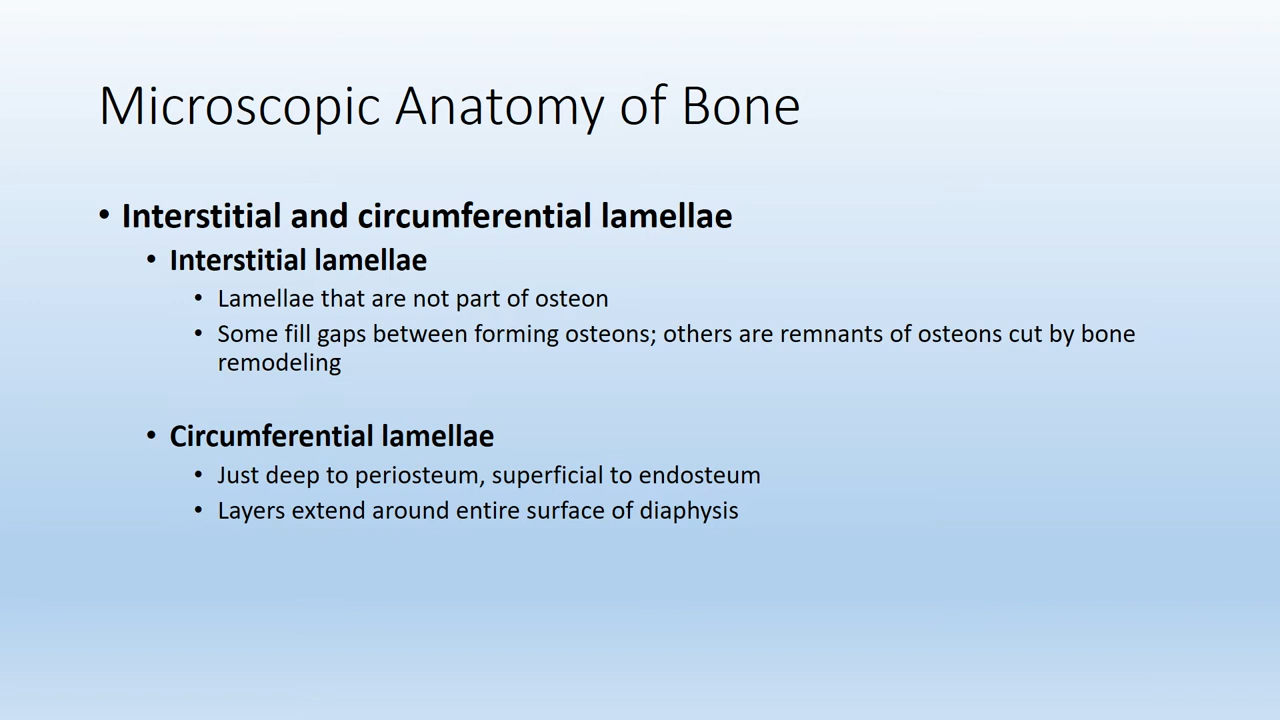 Microscopic Anatomy of Bone
• Interstitial and circumferential lamellae
• Interstitial lamellae
• Lamellae that are not part of osteon
• Some fill gaps between forming osteons; others are remnants of osteons cut by bone
remodeling
• Circumferential lamellae
• Just deep to periosteum, superficial to endosteum
• Layers extend around entire surface of diaphysis